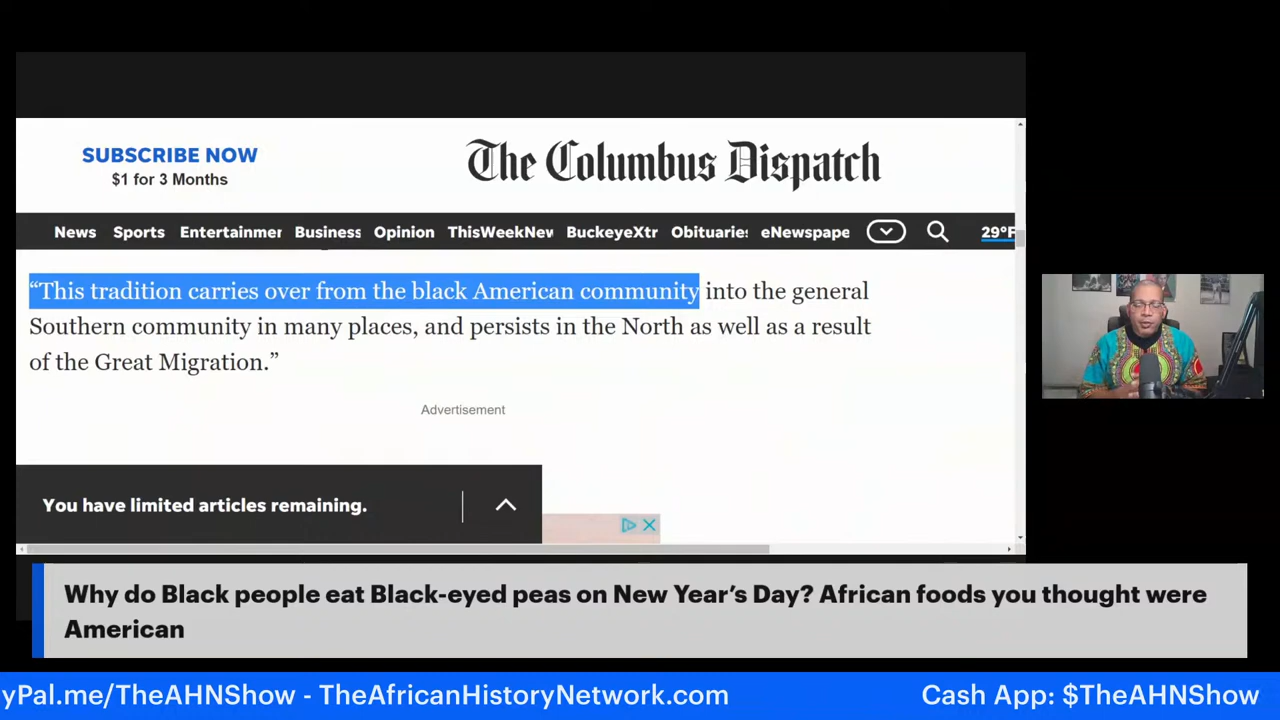 SUBSCRIBE NOW
$1 for 3 Months
The Columbus Dispatch
News Sports Entertainmen Business Opinion ThisWeekNew BuckeyeXtr Obituaries eNewspape 29°F
“This tradition carries over from the black American community into the general
Southern community in many places, and persists in the North as well as a result
of the Great Migration.”
Advertisement
You have limited articles remaining.
Why do Black people eat Black-eyed peas on New Year’s Day? African foods you thought were
American
yPal.me/TheAHNShow - TheAfricanHistoryNetwork.com
Cash App: $TheAHNShow